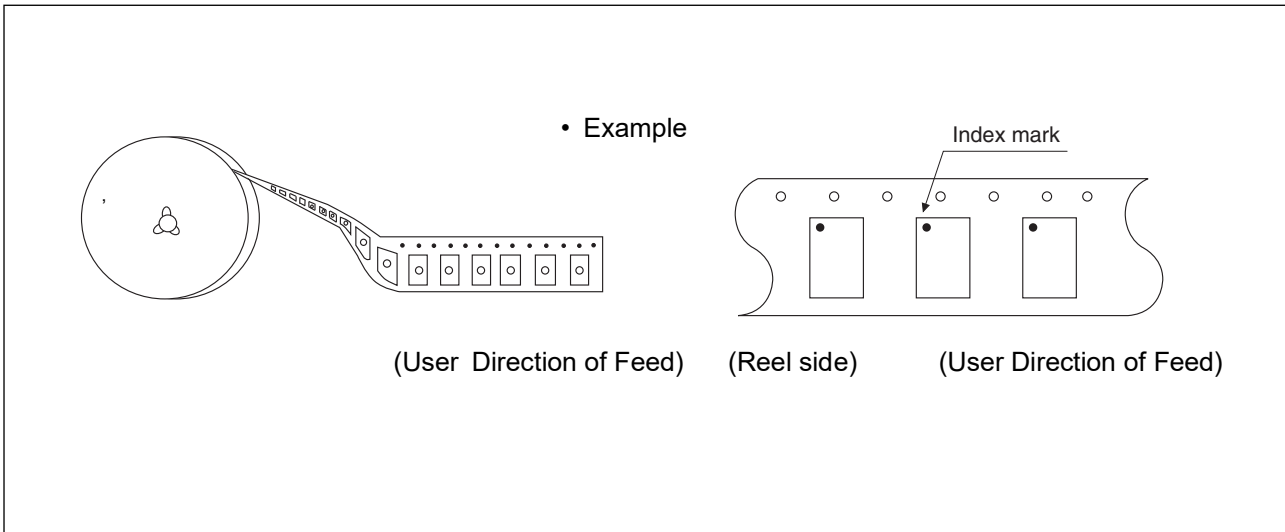 • Example
Index mark
(User Direction of Feed)
(Reel side)
(User Direction of Feed)